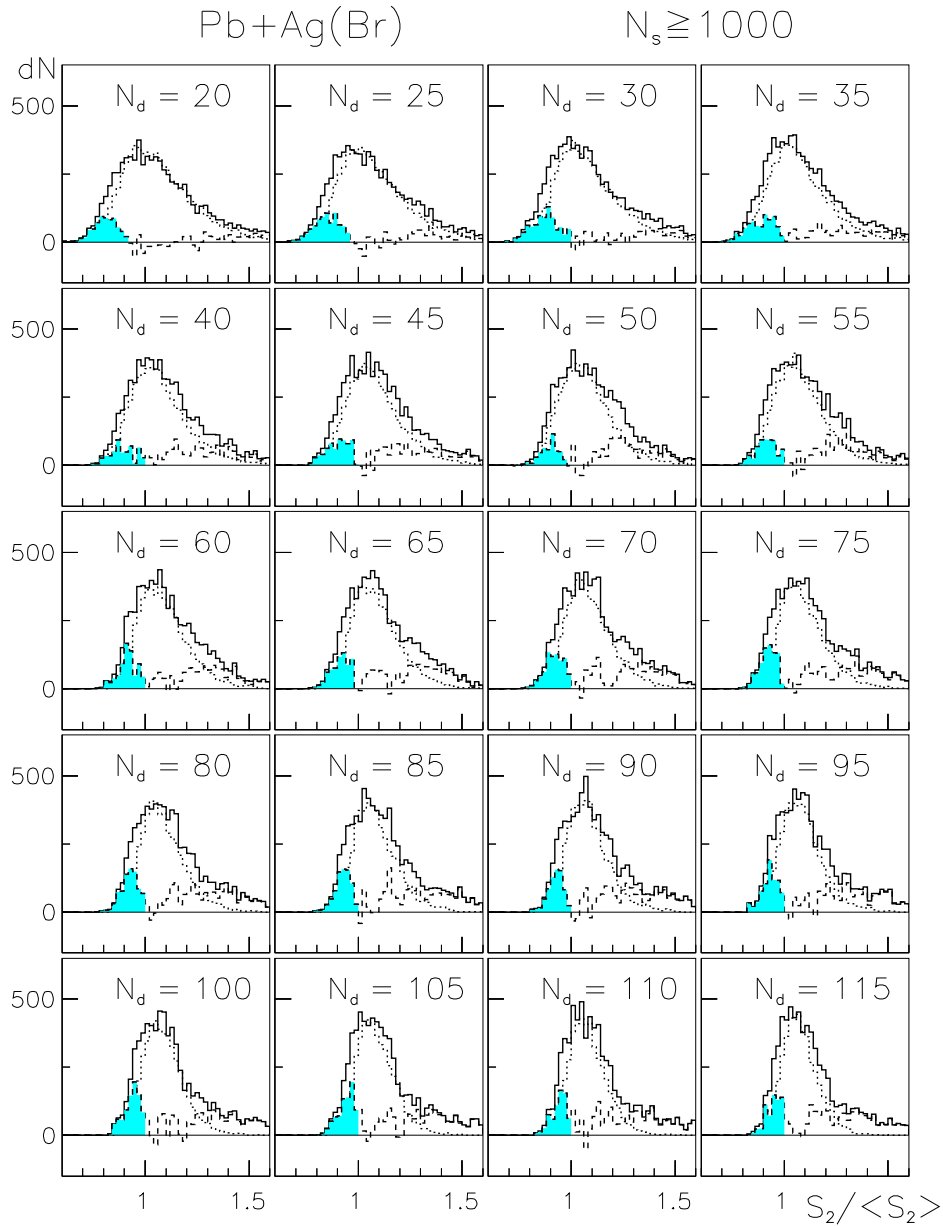 Pb+Ag(Br) Nₛ≧1000
dN
500 N_d = 20 N_d = 25 N_d = 30 N_d = 35
0
500 N_d = 40 N_d = 45 N_d = 50 N_d = 55
0
500 N_d = 60 N_d = 65 N_d = 70 N_d = 75
0
500 N_d = 80 N_d = 85 N_d = 90 N_d = 95
0
500 N_d = 100 N_d = 105 N_d = 110 N_d = 115
0
1 1.5 1 1.5 1 1.5 1 S₂/<S₂>